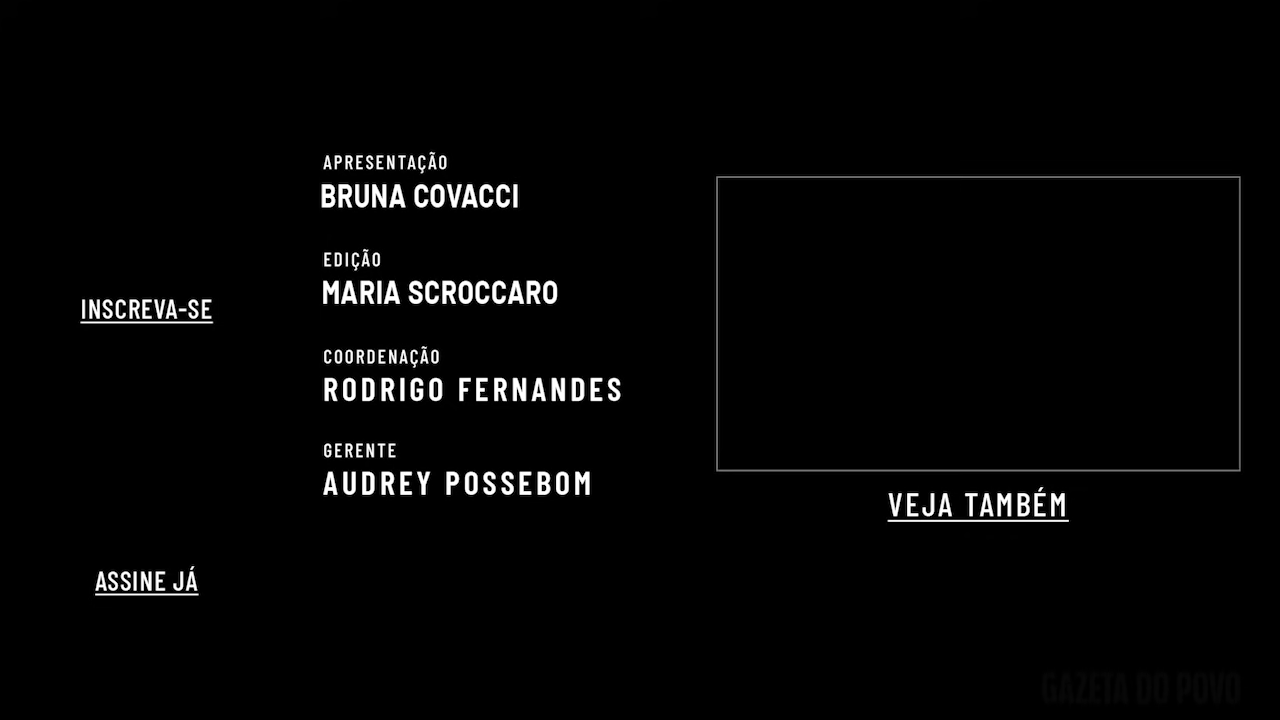 APRESENTAÇÃO
BRUNA COVACCI
EDIÇÃO
MARIA SCROCCARO
COORDENAÇÃO
RODRIGO FERNANDES
GERENTE
AUDREY POSSEBOM
INSCREVA-SE
ASSINE JÁ
VEJA TAMBÉM
GAZETA DO POVO